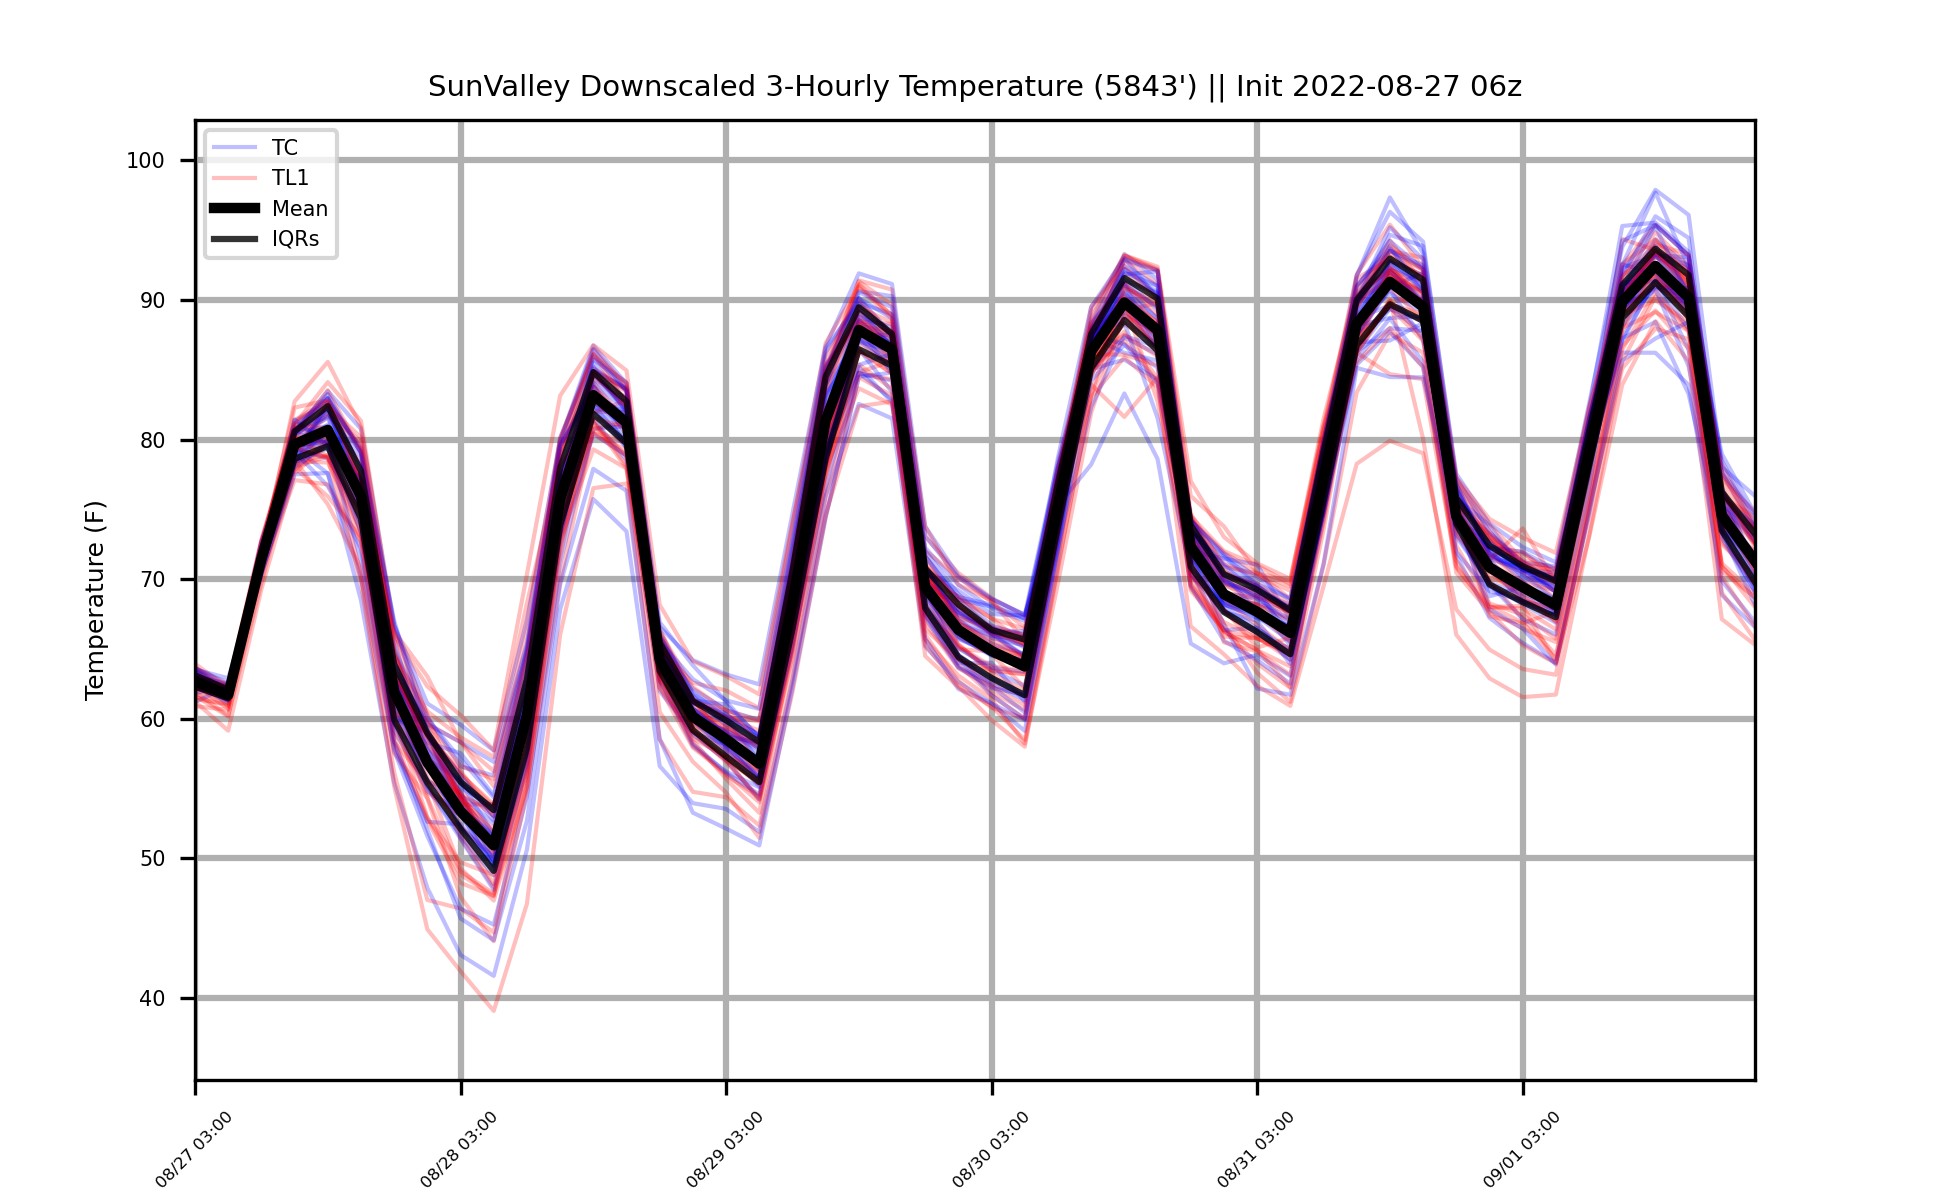 SunValley Downscaled 3-Hourly Temperature (5843') || Init 2022-08-27 06z
TC
TL1
Mean
IQRs
100
90
80
70
60
50
40
Temperature (F)
08/27 03:00
08/28 03:00
08/29 03:00
08/30 03:00
08/31 03:00
09/01 03:00